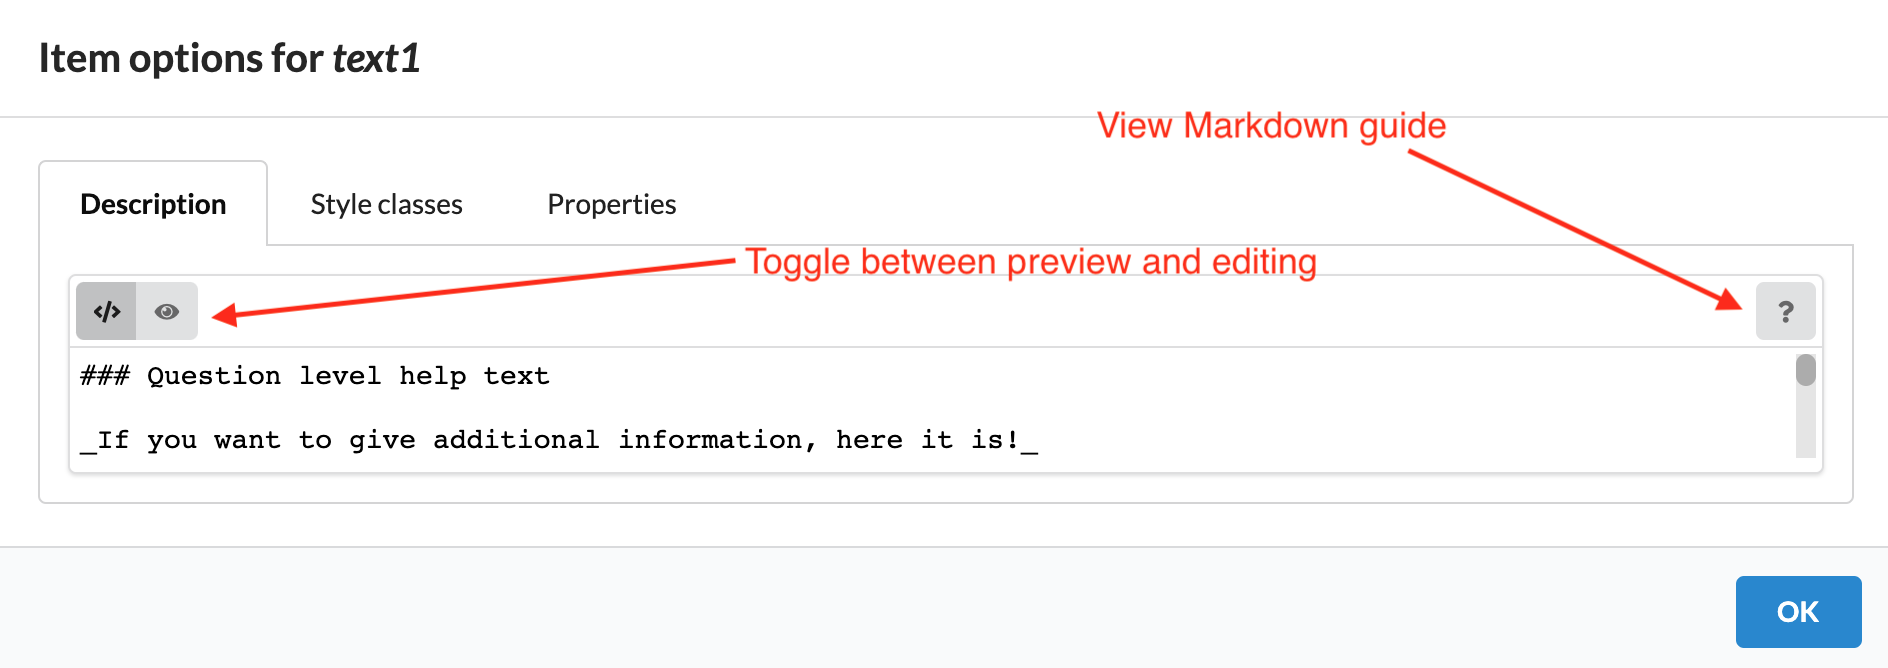 Item options for text1
View Markdown guide
Description Style classes Properties
Toggle between preview and editing
</> ?
### Question level help text
_If you want to give additional information, here it is!_
OK